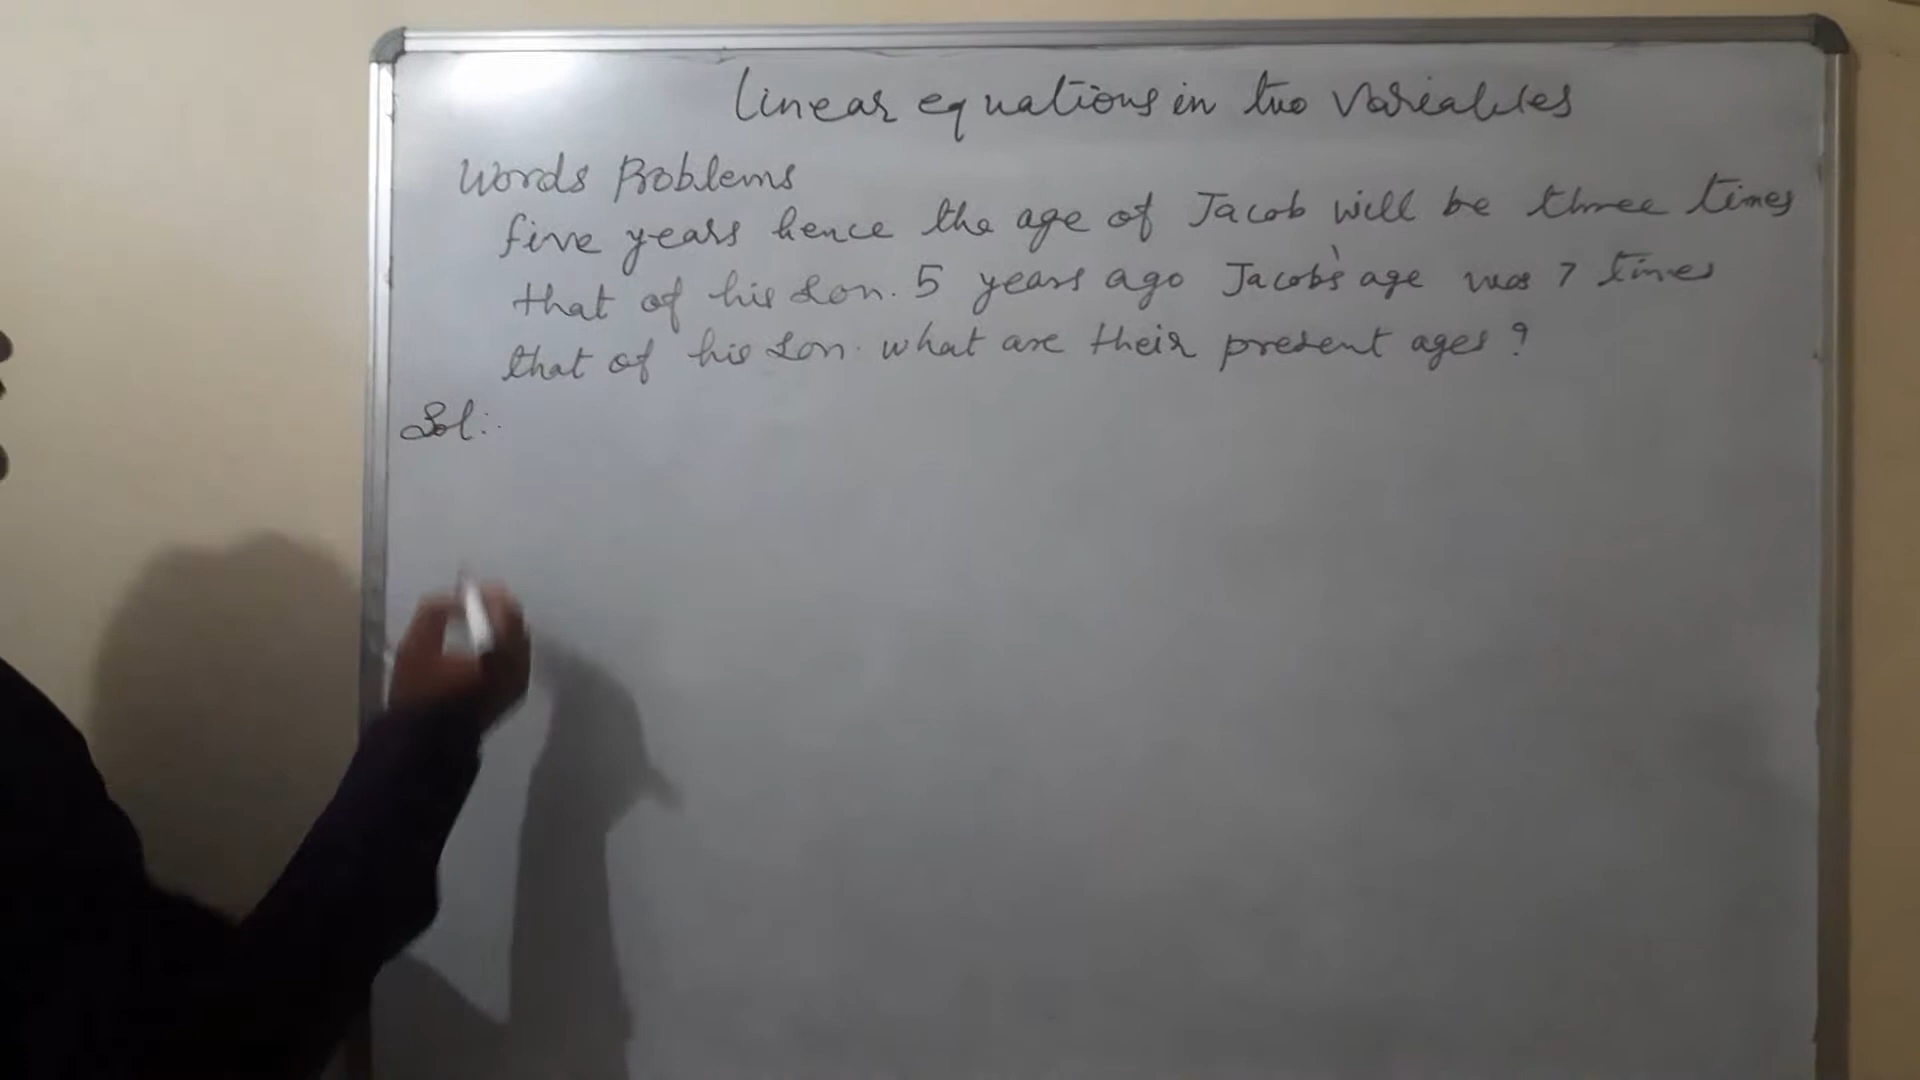 Linear equations in two variables
Words Problems
five years hence the age of Jacob will be three times
that of his son. 5 years ago Jacob's age was 7 times
that of his son. what are their present ages?
Sol:.